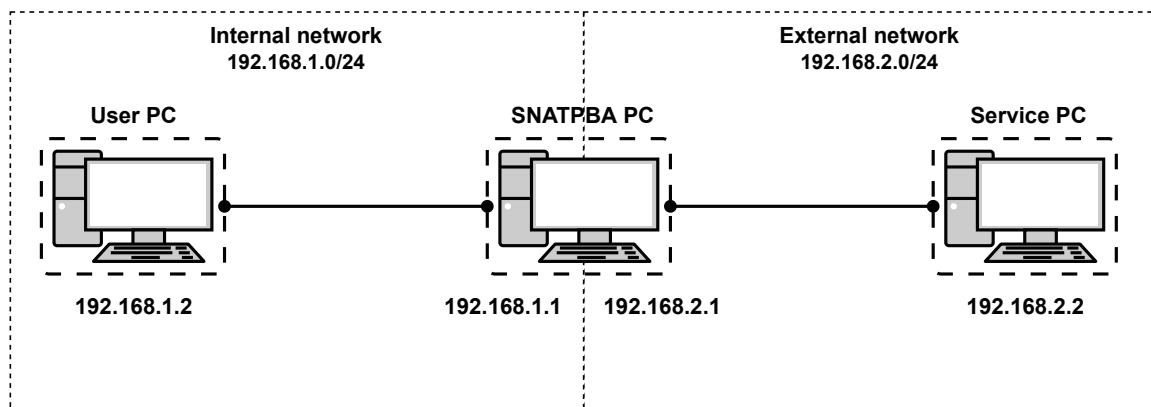 Internal network
192.168.1.0/24
External network
192.168.2.0/24
User PC
SNATPBA PC
Service PC
192.168.1.2
192.168.1.1
192.168.2.1
192.168.2.2